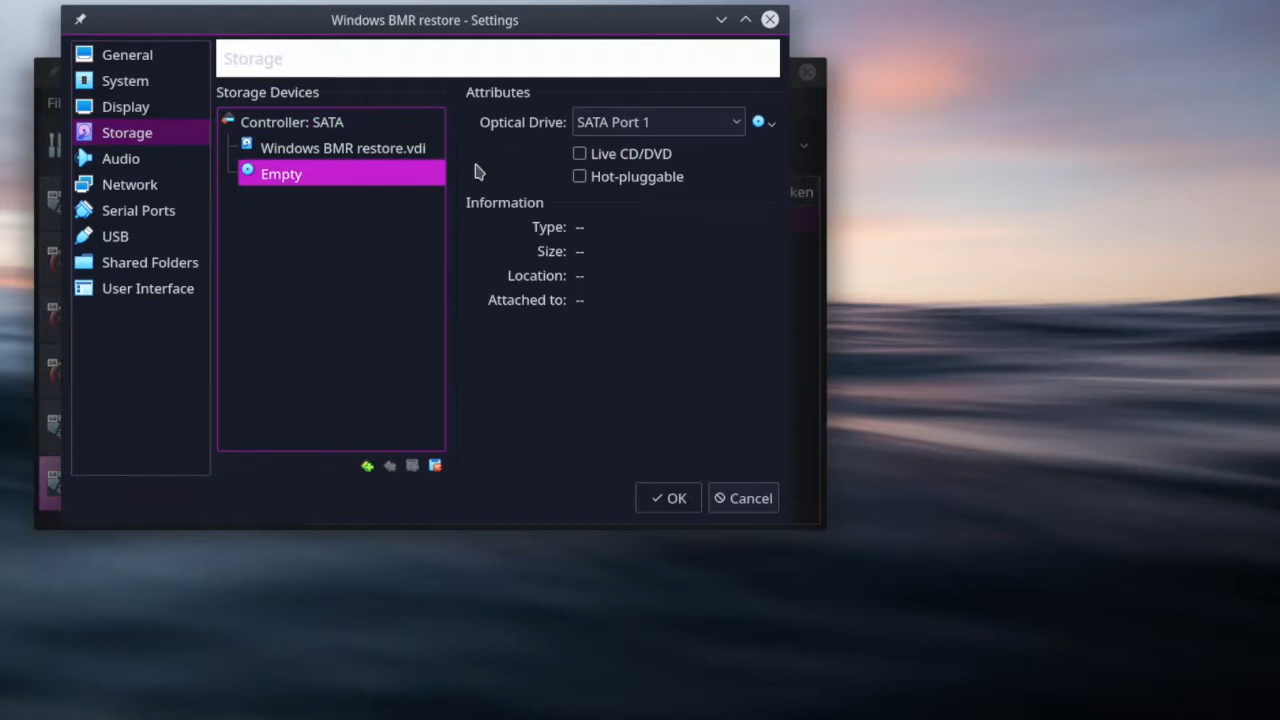 Windows BMR restore - Settings
Fil
ken
General
System
Display
Storage
Audio
Network
Serial Ports
USB
Shared Folders
User Interface
Storage
Storage Devices
Controller: SATA
Windows BMR restore.vdi
Empty
Attributes
Optical Drive: SATA Port 1
Live CD/DVD
Hot-pluggable
Information
Type: --
Size: --
Location: --
Attached to: --
OK
Cancel